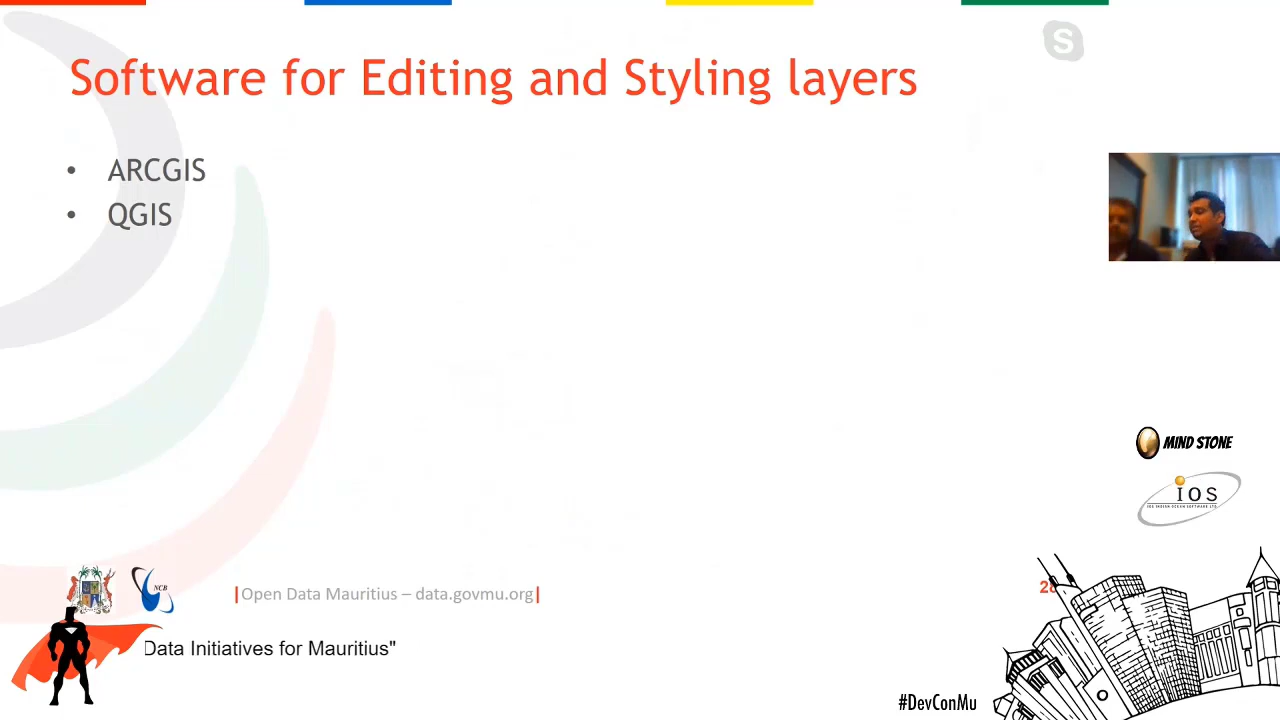 S
Software for Editing and Styling layers
• ARCGIS
• QGIS
MIND STONE
IOS
NCB
|Open Data Mauritius – data.govmu.org|
Data Initiatives for Mauritius"
#DevConMu